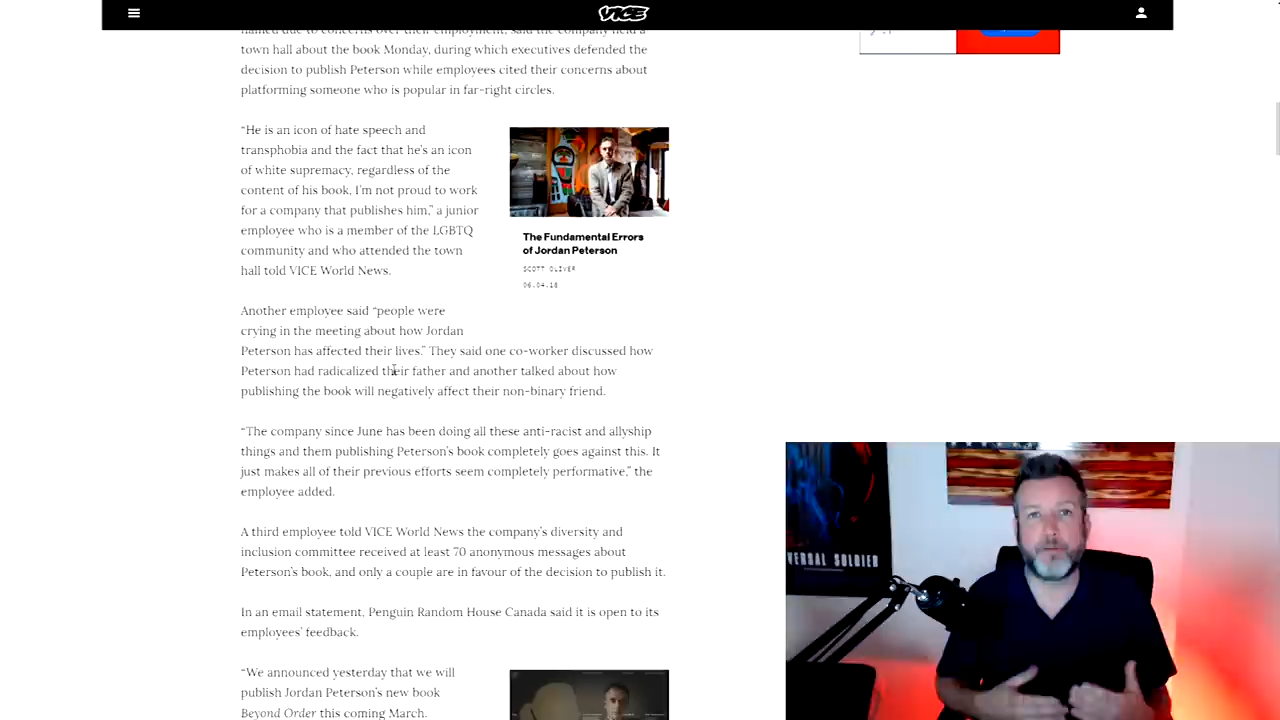 VICE
named due to concerns over their employment, said the company held a
town hall about the book Monday, during which executives defended the
decision to publish Peterson while employees cited their concerns about
platforming someone who is popular in far-right circles.
“He is an icon of hate speech and
transphobia and the fact that he’s an icon
of white supremacy, regardless of the
content of his book, I’m not proud to work
for a company that publishes him,” a junior
employee who is a member of the LGBTQ
community and who attended the town
hall told VICE World News.
The Fundamental Errors
of Jordan Peterson
SCOTT OLIVER
06.04.18
Another employee said “people were
crying in the meeting about how Jordan
Peterson has affected their lives.” They said one co-worker discussed how
Peterson had radicalized their father and another talked about how
publishing the book will negatively affect their non-binary friend.
“The company since June has been doing all these anti-racist and allyship
things and them publishing Peterson’s book completely goes against this. It
just makes all of their previous efforts seem completely performative,” the
employee added.
A third employee told VICE World News the company’s diversity and
inclusion committee received at least 70 anonymous messages about
Peterson’s book, and only a couple are in favour of the decision to publish it.
In an email statement, Penguin Random House Canada said it is open to its
employees’ feedback.
“We announced yesterday that we will
publish Jordan Peterson’s new book
Beyond Order this coming March.
VERSAL SOLDIER